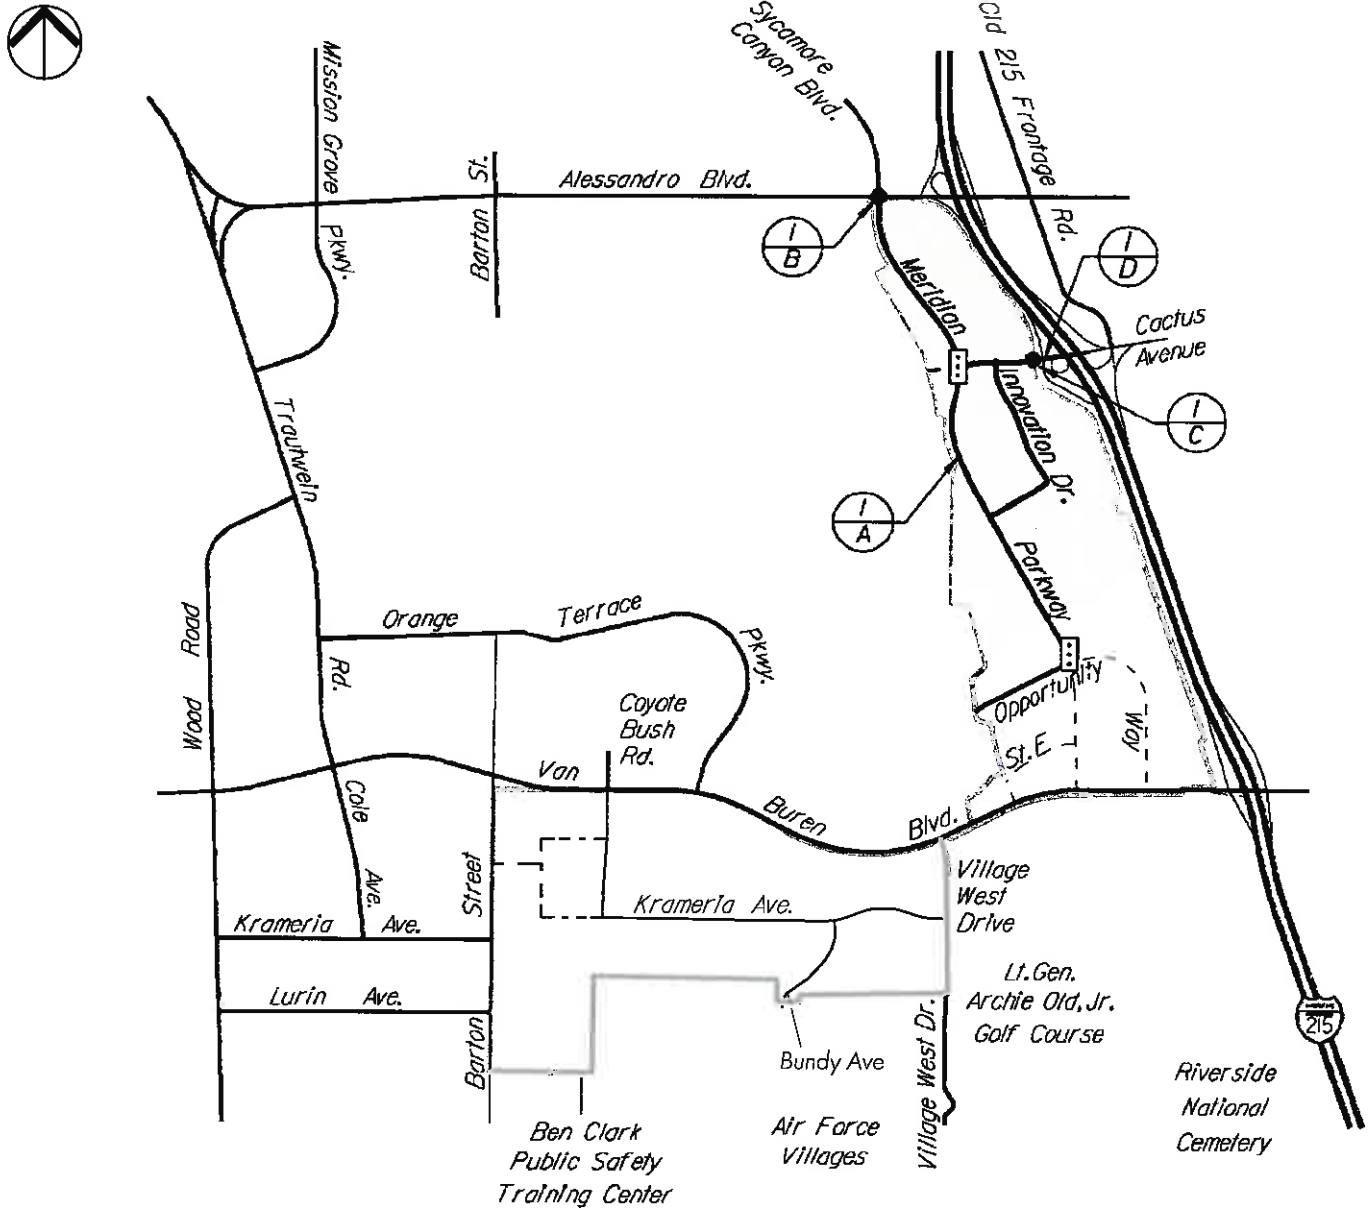 Sycamore
Canyon Blvd.
Old 215 Frontage Rd.
Mission Grove Pkwy.
Barton St.
Alessandro Blvd.
I
B
I
D
Meridian
Cactus
Avenue
Innovation Dr.
I
C
Trautwein
I
A
Parkway
Wood Road
Orange Terrace Pkwy.
Rd.
Coyote
Bush
Rd.
Opportunity
Way
St. E
Van Buren Blvd.
Cole Ave.
Street
Village
West
Drive
Krameria Ave.
Krameria Ave.
Lt. Gen.
Archie Old, Jr.
Golf Course
Lurin Ave.
215
Barton
Bundy Ave
Village West Dr.
Riverside
National
Cemetery
Ben Clark
Public Safety
Training Center
Air Force
Villages